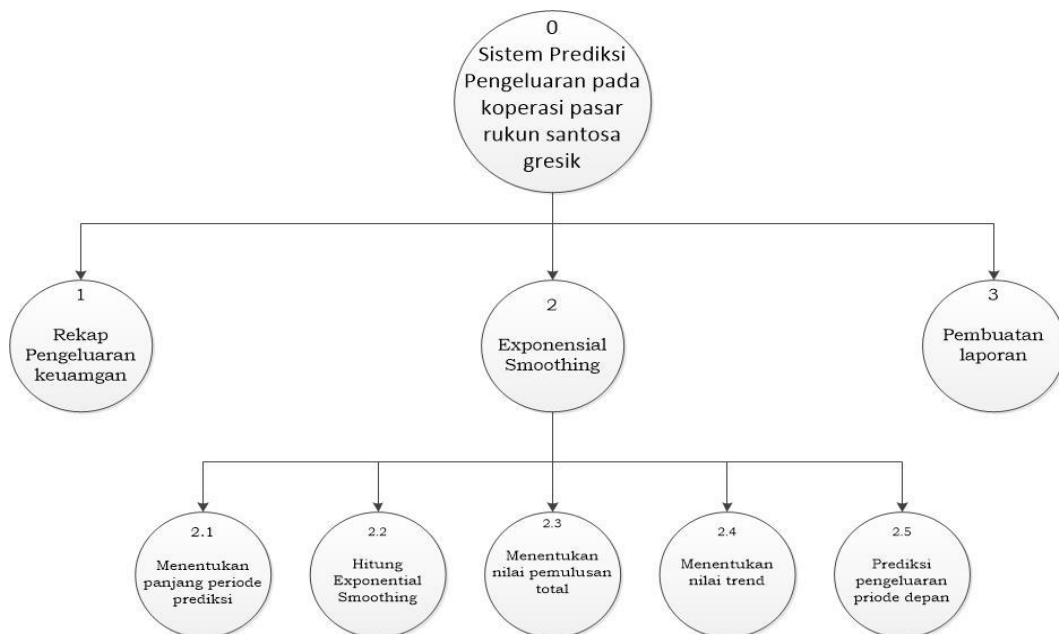 0
Sistem Prediksi
Pengeluaran pada
koperasi pasar
rukun santosa
gresik
1
Rekap
Pengeluaran
keuamgan
2
Exponensial
Smoothing
3
Pembuatan
laporan
2.1
Menentukan
panjang periode
prediksi
2.2
Hitung
Exponential
Smoothing
2.3
Menentukan
nilai pemulusan
total
2.4
Menentukan
nilai trend
2.5
Prediksi
pengeluaran
priode depan